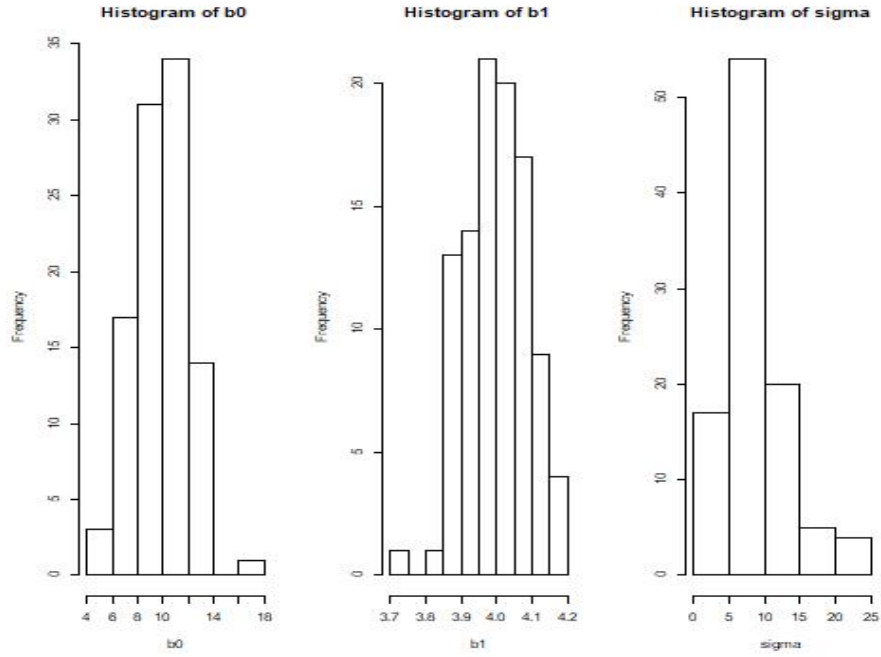 Histogram of b0
Frequency
0
5
10
15
20
25
30
35
4 6 8 10 14 18
b0
Histogram of b1
Frequency
0
5
10
15
20
3.7 3.8 3.9 4.0 4.1 4.2
b1
Histogram of sigma
Frequency
0
10
20
30
40
50
0 5 10 15 20 25
sigma